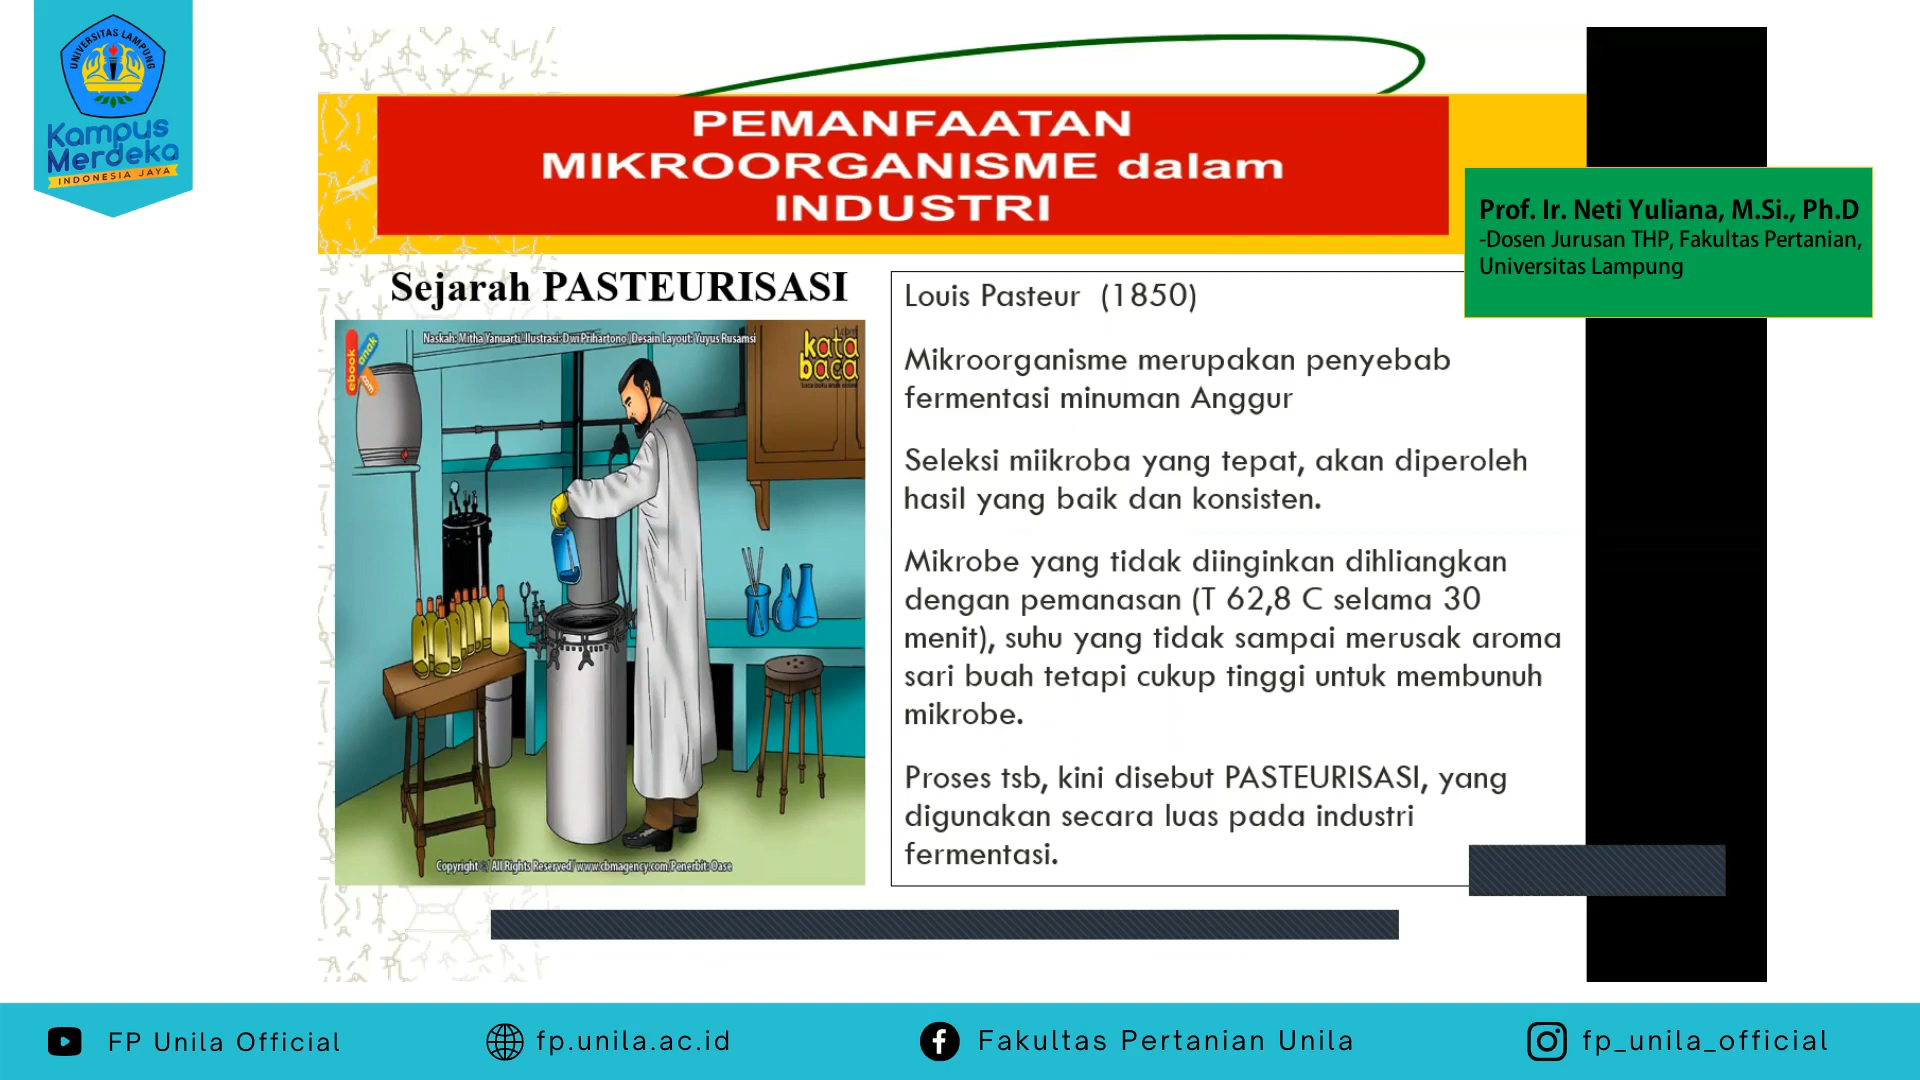 UNIVERSITAS LAMPUNG
Kampus
Merdeka
INDONESIA JAYA
PEMANFAATAN
MIKROORGANISME dalam
INDUSTRI
Prof. Ir. Neti Yuliana, M.Si., Ph.D
-Dosen Jurusan THP, Fakultas Pertanian,
Universitas Lampung
Sejarah PASTEURISASI
ebook
anak
.com
Naskah: Mitha Yanuarti. Ilustrasi: Dwi Prihartono, Desain Layout: Yuyus Rusamsi
kata
baca
.com
Copyright © All Rights Reserved/ www.cbmagency.com/Penerbit: Oase
Louis Pasteur (1850)
Mikroorganisme merupakan penyebab
fermentasi minuman Anggur
Seleksi miikroba yang tepat, akan diperoleh
hasil yang baik dan konsisten.
Mikrobe yang tidak diinginkan dihliangkan
dengan pemanasan (T 62,8 C selama 30
menit), suhu yang tidak sampai merusak aroma
sari buah tetapi cukup tinggi untuk membunuh
mikrobe.
Proses tsb, kini disebut PASTEURISASI, yang
digunakan secara luas pada industri
fermentasi.
FP Unila Official
fp.unila.ac.id
Fakultas Pertanian Unila
fp_unila_official